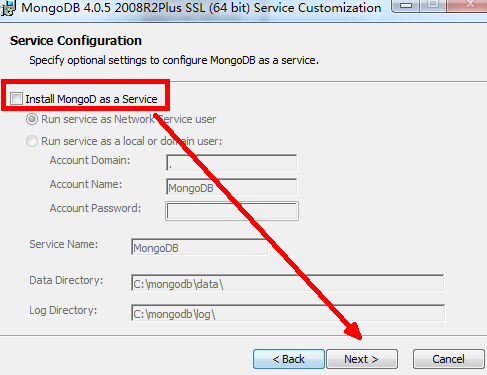 MongoDB 4.0.5 2008R2Plus SSL (64 bit) Service Customization
Service Configuration
Specify optional settings to configure MongoDB as a service.
Install MongoD as a Service
Run service as Network Service user
Run service as a local or domain user:
Account Domain: .
Account Name: MongoDB
Account Password:
Service Name: MongoDB
Data Directory: C:\mongodb\data\
Log Directory: C:\mongodb\log\
< Back Next > Cancel